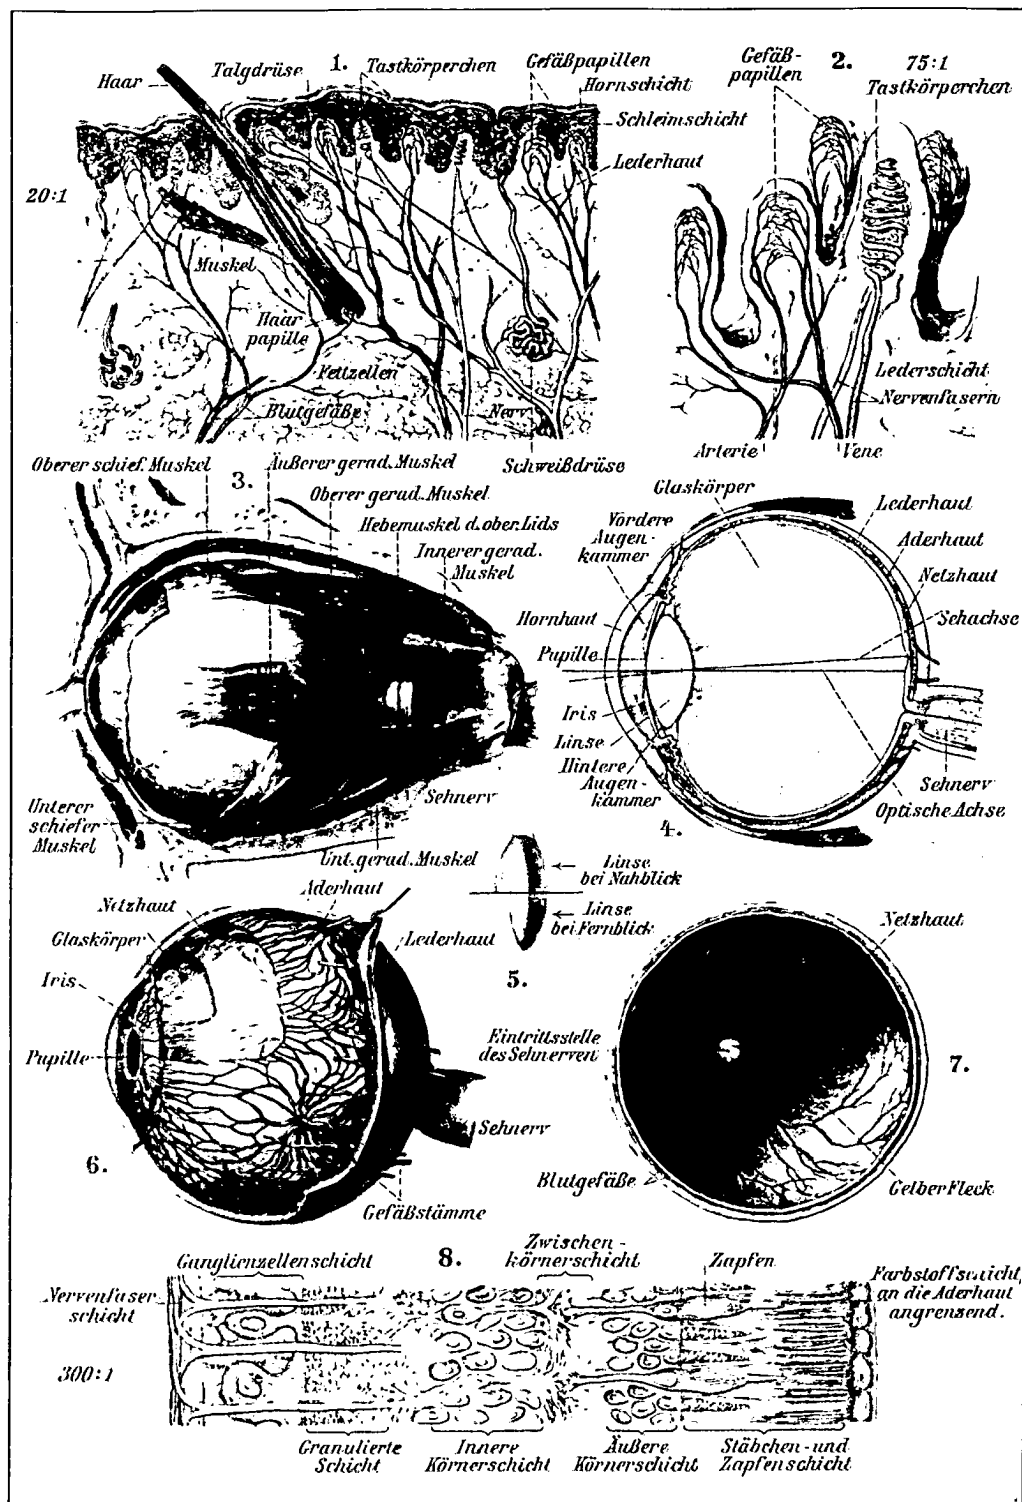 1.
Haar
Talgdrüse
Tastkörperchen
Gefäßpapillen
Hornschicht
Schleimschicht
Lederhaut
20:1
Muskel
Haar
papille
Fettzellen
Blutgefäße
Nerv
Schweißdrüse
2.
75:1
Gefäß-
papillen
Tastkörperchen
Lederschicht
Nervenfasern
Arterie
Vene
3.
Oberer schief. Muskel
Äußerer gerad. Muskel
Oberer gerad. Muskel
Hebemuskel d. ober. Lids
Innerer gerad.
Muskel
Sehnerv
Unterer
schiefer
Muskel
Unt. gerad. Muskel
4.
Glaskörper
Vordere
Augen-
kammer
Lederhaut
Aderhaut
Netzhaut
Sehachse
Hornhaut
Pupille
Iris
Linse
Hintere
Augen-
kammer
Sehnerv
Optische Achse
5.
Linse
bei Nahblick
Linse
bei Fernblick
6.
Netzhaut
Aderhaut
Glaskörper
Lederhaut
Iris
Pupille
Sehnerv
Gefäßstämme
7.
Netzhaut
Eintrittsstelle
des Sehnerven
Blutgefäße
Gelber Fleck
8.
Ganglienzellenschicht
Zwischen-
körnerschicht
Zapfen
Farbstoffschicht,
an die Aderhaut
angrenzend.
Nervenfaser
schicht
300:1
Granulierte
Schicht
Innere
Körnerschicht
Äußere
Körnerschicht
Stäbchen- und
Zapfenschicht